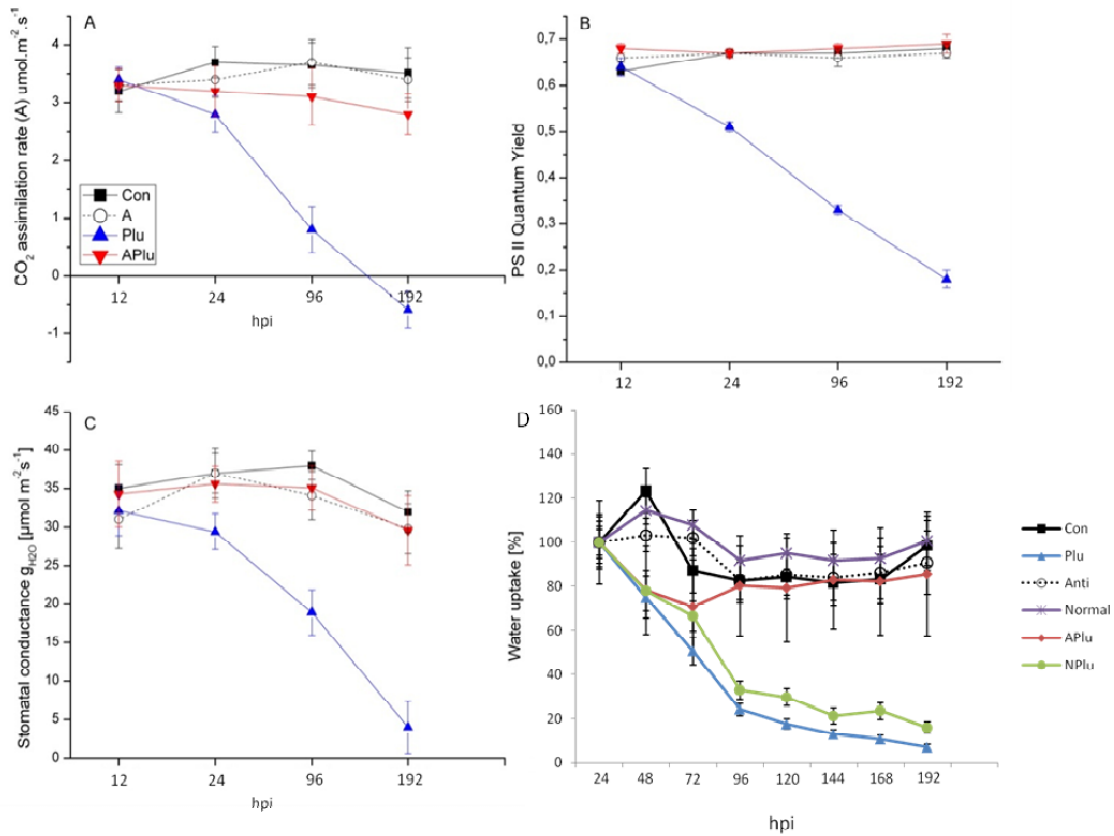 A
CO2 assimilation rate (A) umol.m-2.s-1
4
3
2
1
0
-1
Con
A
Plu
APlu
12 24 96 192
hpi
B
PS II Quantum Yield
0,7
0,6
0,5
0,4
0,3
0,2
0,1
0,0
12 24 96 192
C
Stomatal conductance gH2O [µmol m-2s-1]
45
40
35
30
25
20
15
10
5
0
12 24 96 192
hpi
D
Water uptake [%]
160
140
120
100
80
60
40
20
0
24 48 72 96 120 144 168 192
hpi
Con
Plu
Anti
Normal
APlu
NPlu